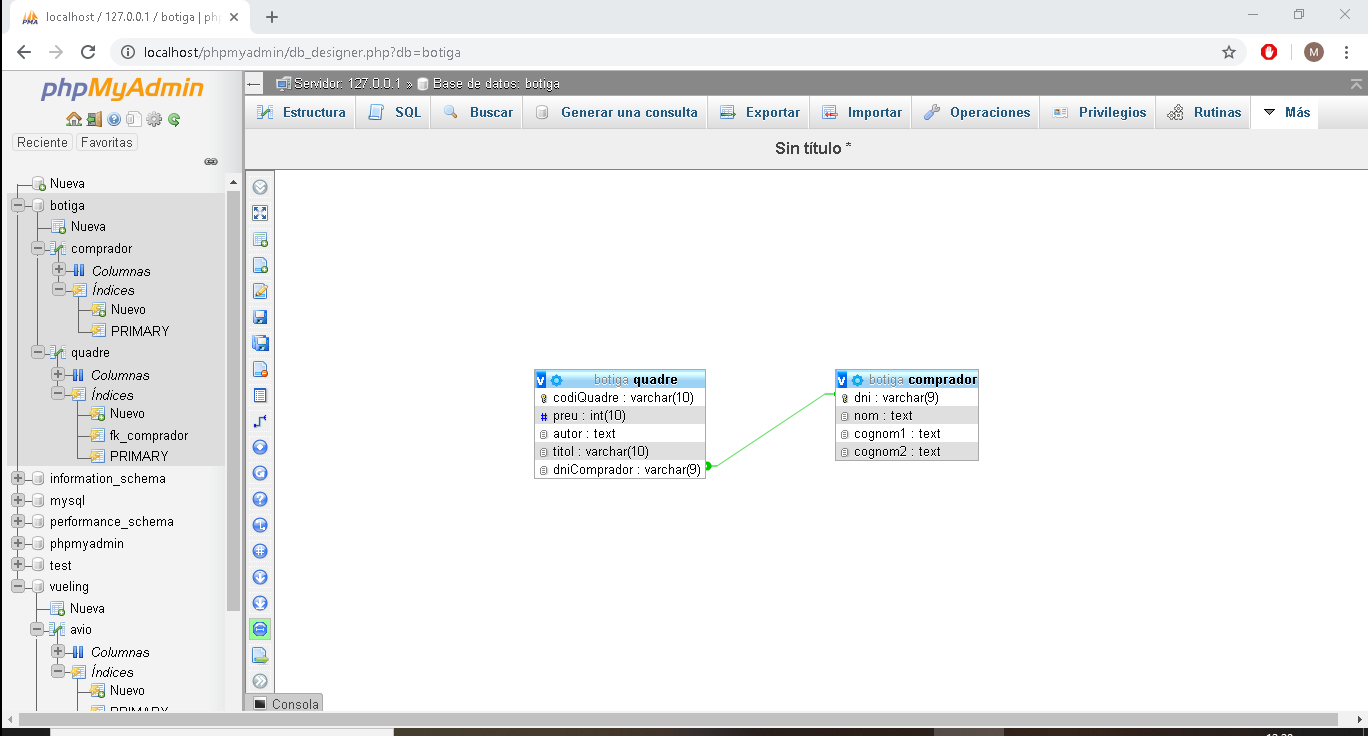 localhost / 127.0.0.1 / botiga | ph
localhost/phpmyadmin/db_designer.php?db=botiga
M
phpMyAdmin
Reciente Favoritas
Nueva
botiga
Nueva
comprador
Columnas
Índices
Nuevo
PRIMARY
quadre
Columnas
Índices
Nuevo
fk_comprador
PRIMARY
information_schema
mysql
performance_schema
phpmyadmin
test
vueling
Nueva
avio
Columnas
Índices
Nuevo
PRIMARY
Servidor: 127.0.0.1 » Base de datos: botiga
Estructura SQL Buscar Generar una consulta Exportar Importar Operaciones Privilegios Rutinas Más
Sin título *
v botiga quadre
codiQuadre : varchar(10)
# preu : int(10)
autor : text
titol : varchar(10)
dniComprador : varchar(9)
v botiga comprador
dni : varchar(9)
nom : text
cognom1 : text
cognom2 : text
Consola